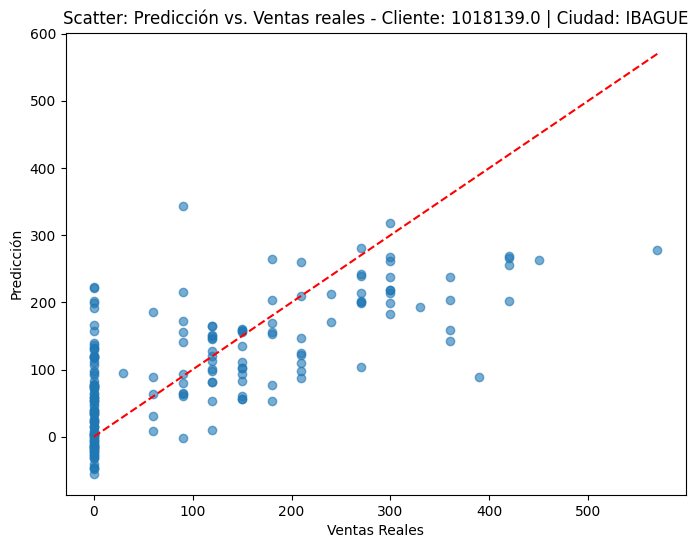 Scatter: Predicción vs. Ventas reales - Cliente: 1018139.0 | Ciudad: IBAGUE
600
500
400
300
200
100
0
Predicción
0 100 200 300 400 500
Ventas Reales